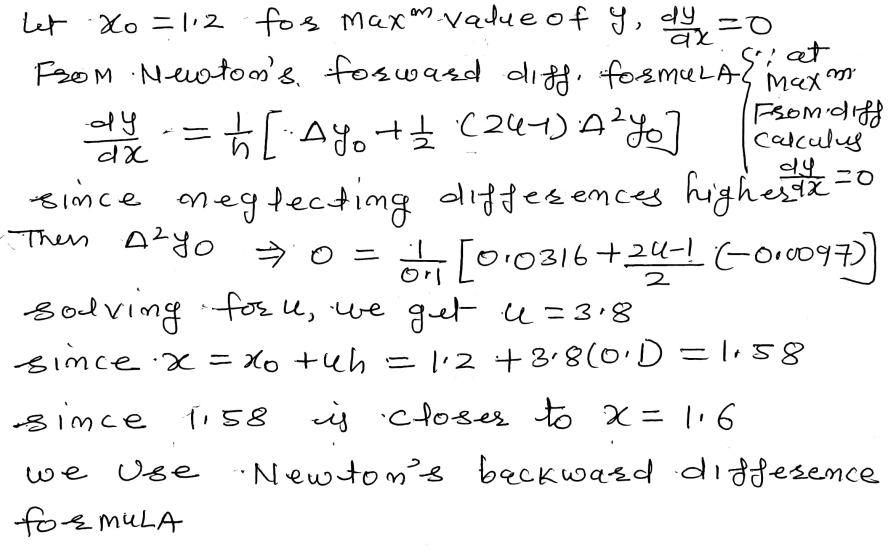 Let x₀ = 1.2 for maxᵐ value of y, dy/dx = 0
From Newton's forward diff. formula {∵ at maxᵐ
From diff calculus dy/dx = 0
dy/dx = 1/h [Δy₀ + 1/2 (2u-1) Δ²y₀]
since neglecting differences higher
Then Δ²y₀ ⇒ 0 = 1/0.1 [0.0316 + 2u-1/2 (-0.0097)]
solving for u, we get u = 3.8
since x = x₀ + uh = 1.2 + 3.8(0.1) = 1.58
since 1.58 is closer to x = 1.6
we use Newton's backward difference
formula